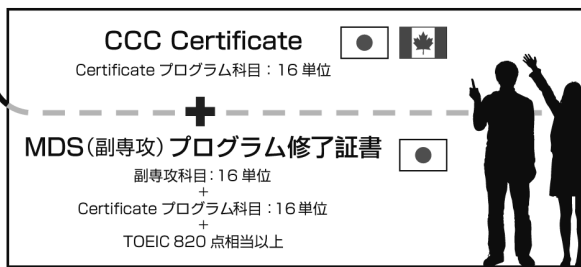 CCC Certificate
Certificate プログラム科目：16 単位
+
MDS（副専攻）プログラム修了証書
副専攻科目：16 単位
+
Certificate プログラム科目：16 単位
+
TOEIC 820 点相当以上